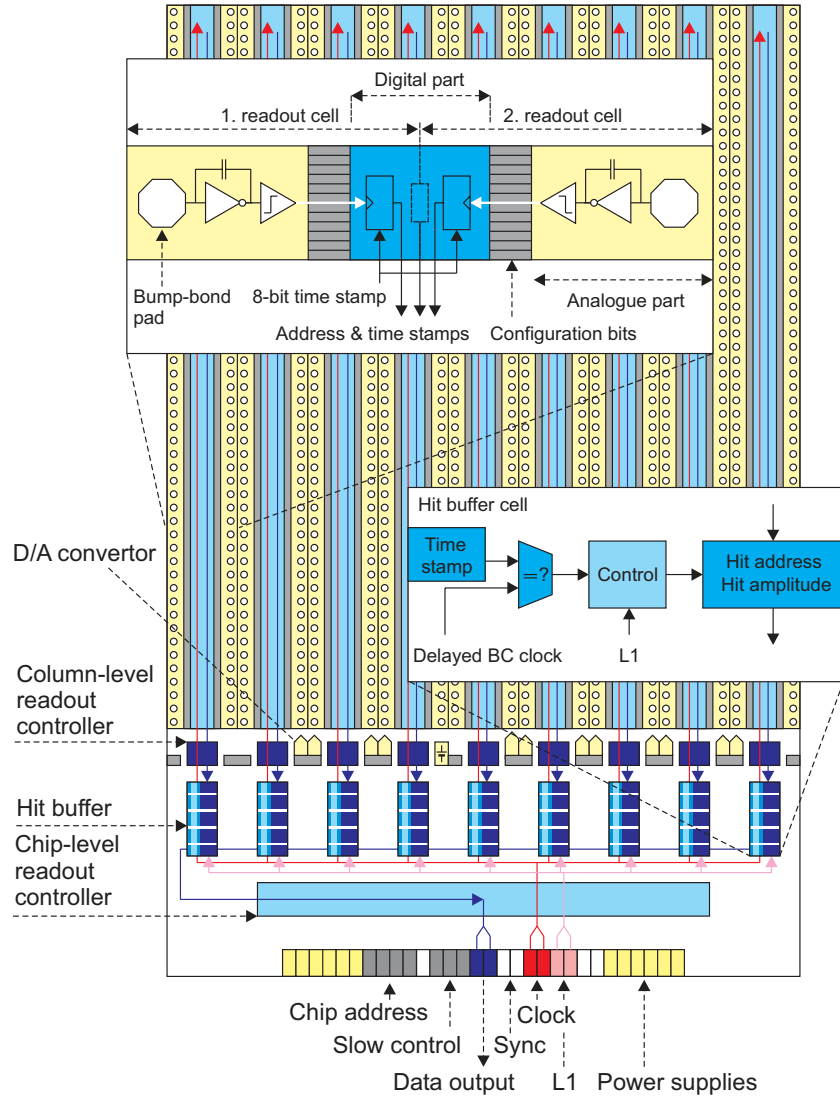 Digital part
1. readout cell
2. readout cell
Bump-bond
pad
8-bit time stamp
Analogue part
Address & time stamps
Configuration bits
Hit buffer cell
Time
stamp
=?
Control
Hit address
Hit amplitude
Delayed BC clock
L1
D/A convertor
Column-level
readout
controller
Hit buffer
Chip-level
readout
controller
Chip address
Clock
Slow control
Sync
Data output
L1
Power supplies